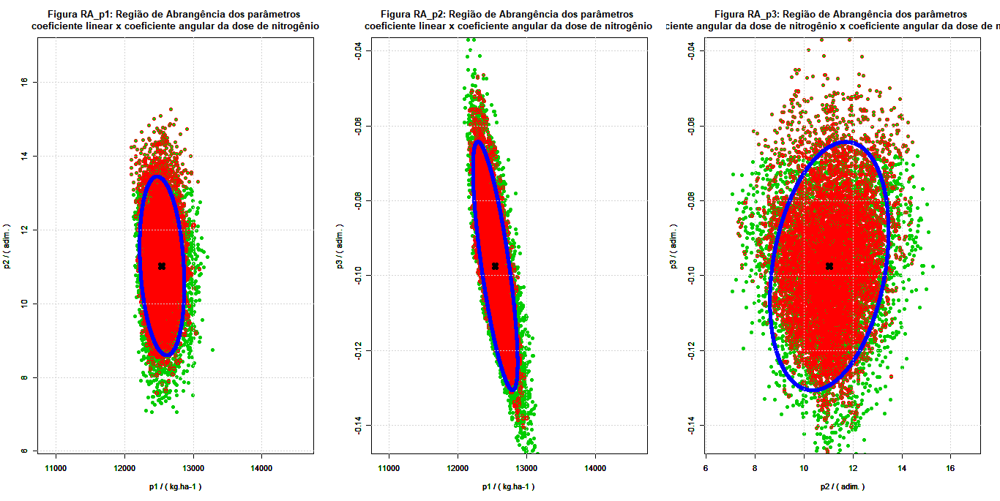 Figura RA_p1: Região de Abrangência dos parâmetros
coeficiente linear x coeficiente angular da dose de nitrogênio
16
14
12
10
8
6
p2 / ( adim. )
11000 12000 13000 14000
p1 / ( kg.ha-1 )
Figura RA_p2: Região de Abrangência dos parâmetros
coeficiente linear x coeficiente angular da dose de nitrogênio
-0.04
-0.06
-0.08
-0.10
-0.12
-0.14
p3 / ( adim. )
11000 12000 13000 14000
p1 / ( kg.ha-1 )
Figura RA_p3: Região de Abrangência dos parâmetros
ciente angular da dose de nitrogênio x coeficiente angular da dose de n
-0.04
-0.06
-0.08
-0.10
-0.12
-0.14
p3 / ( adim. )
6 8 10 12 14 16
p2 / ( adim. )